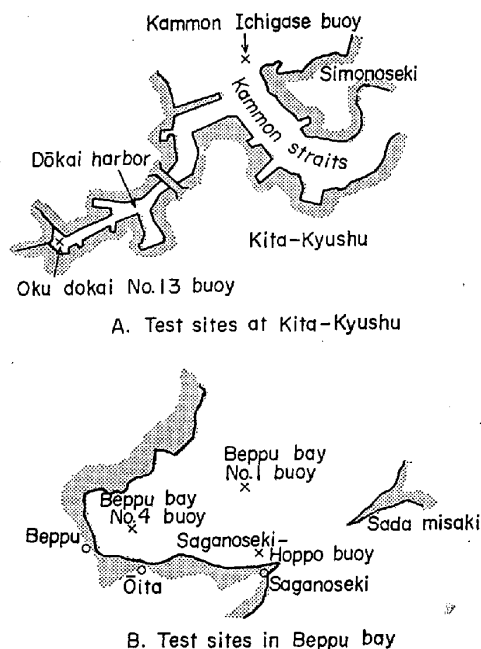 Kammon Ichigase buoy
Simonoseki
Kammon straits
Dōkai harbor
Kita-Kyushu
Oku dokai No.13 buoy
A. Test sites at Kita-Kyushu
Beppu bay
No.1 buoy
Beppu bay
No.4 buoy
Sada misaki
Beppu
Saganoseki-
Hoppo buoy
Ōita
Saganoseki
B. Test sites in Beppu bay